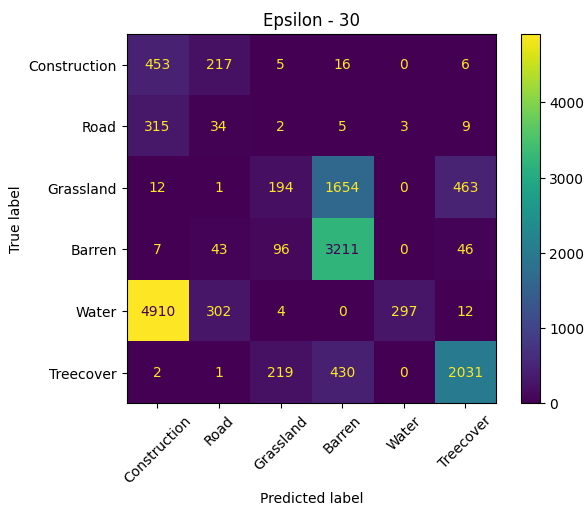 Epsilon - 30
Construction 453 217 5 16 0 6
Road 315 34 2 5 3 9
Grassland 12 1 194 1654 0 463
Barren 7 43 96 3211 0 46
Water 4910 302 4 0 297 12
Treecover 2 1 219 430 0 2031
True label
Construction Road Grassland Barren Water Treecover
Predicted label
4000
3000
2000
1000
0